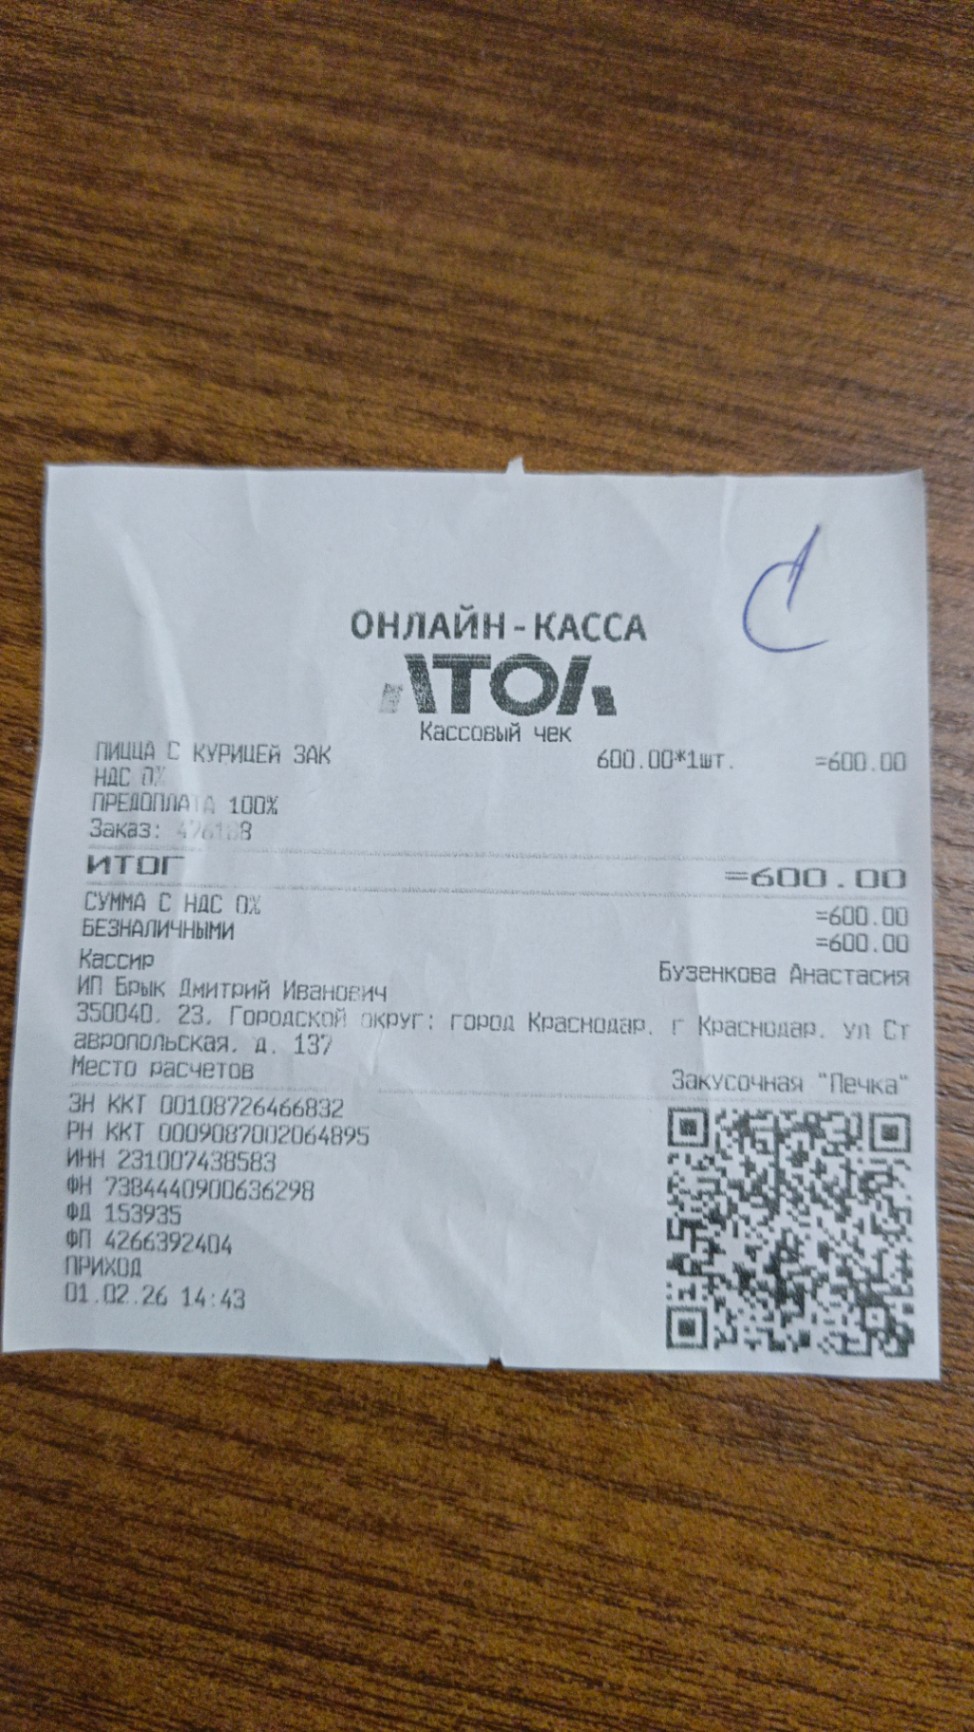 ОНЛАЙН-КАССА
АТОЛ
Кассовый чек
ПИЦЦА С КУРИЦЕЙ ЗАК 600.00*1шт. =600.00
НДС 0%
ПРЕДОПЛАТА 100%
Заказ:
ИТОГ =600.00
СУММА С НДС 0% =600.00
БЕЗНАЛИЧНЫМИ =600.00
Кассир Бузенкова Анастасия
ИП Брык Дмитрий Иванович
350040, 23, Городской округ: город Краснодар, г Краснодар, ул Ст
авропольская, д. 137
Место расчетов Закусочная "Печка"
ЗН ККТ 00108726466832
РН ККТ 0009087002064895
ИНН 231007438583
ФН 7384440900636298
ФД 153935
ФП 4266392404
ПРИХОД
01.02.26 14:43